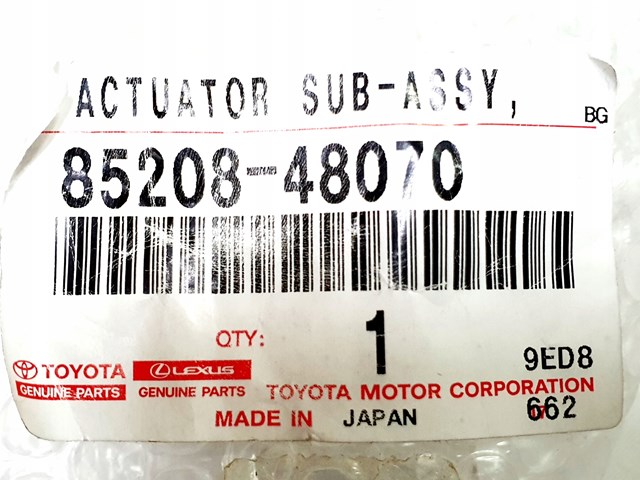 ACTUATOR SUB-ASSY,
BG
85208-48070
QTY: 1
TOYOTA LEXUS 9ED8
GENUINE PARTS GENUINE PARTS TOYOTA MOTOR CORPORATION
MADE IN JAPAN 662